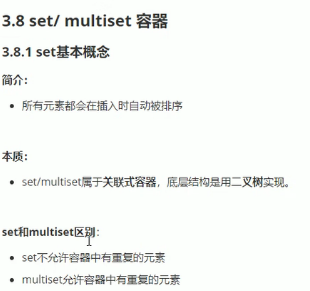 3.8 set/ multiset 容器
3.8.1 set基本概念
简介：
• 所有元素都会在插入时自动被排序
本质：
• set/multiset属于关联式容器，底层结构是用二叉树实现。
set和multiset区别：
• set不允许容器中有重复的元素
• multiset允许容器中有重复的元素